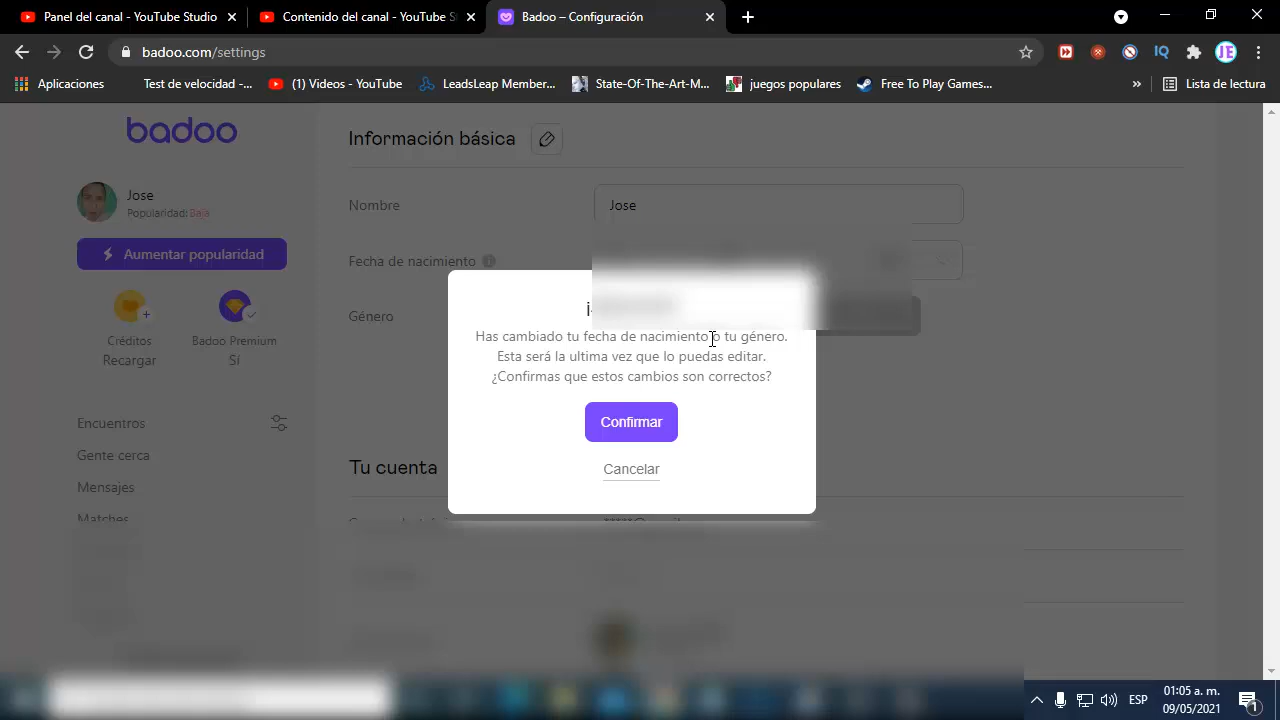 Panel del canal - YouTube Studio
Contenido del canal - YouTube S
Badoo – Configuración
badoo.com/settings
JE
IQ
Aplicaciones
Test de velocidad -...
(1) Videos - YouTube
LeadsLeap Member...
State-Of-The-Art-M...
juegos populares
Free To Play Games...
»
Lista de lectura
badoo
Jose
Popularidad: Baja
Aumentar popularidad
Créditos
Recargar
Badoo Premium
Sí
Encuentros
Gente cerca
Mensajes
Matches
Información básica
Nombre
Jose
Fecha de nacimiento
Género
Has cambiado tu fecha de nacimiento o tu género.
Esta será la ultima vez que lo puedas editar.
¿Confirmas que estos cambios son correctos?
Confirmar
Cancelar
Tu cuenta
ESP
01:05 a. m.
09/05/2021
1